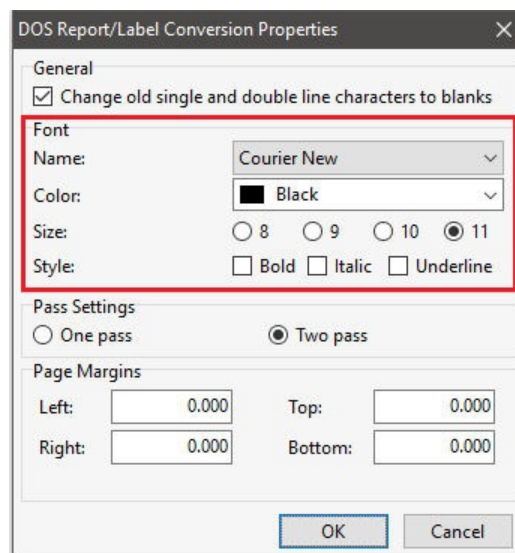 DOS Report/Label Conversion Properties
General
Change old single and double line characters to blanks
Font
Name: Courier New
Color: Black
Size: 8 9 10 11
Style: Bold Italic Underline
Pass Settings
One pass Two pass
Page Margins
Left: 0.000 Top: 0.000
Right: 0.000 Bottom: 0.000
OK Cancel